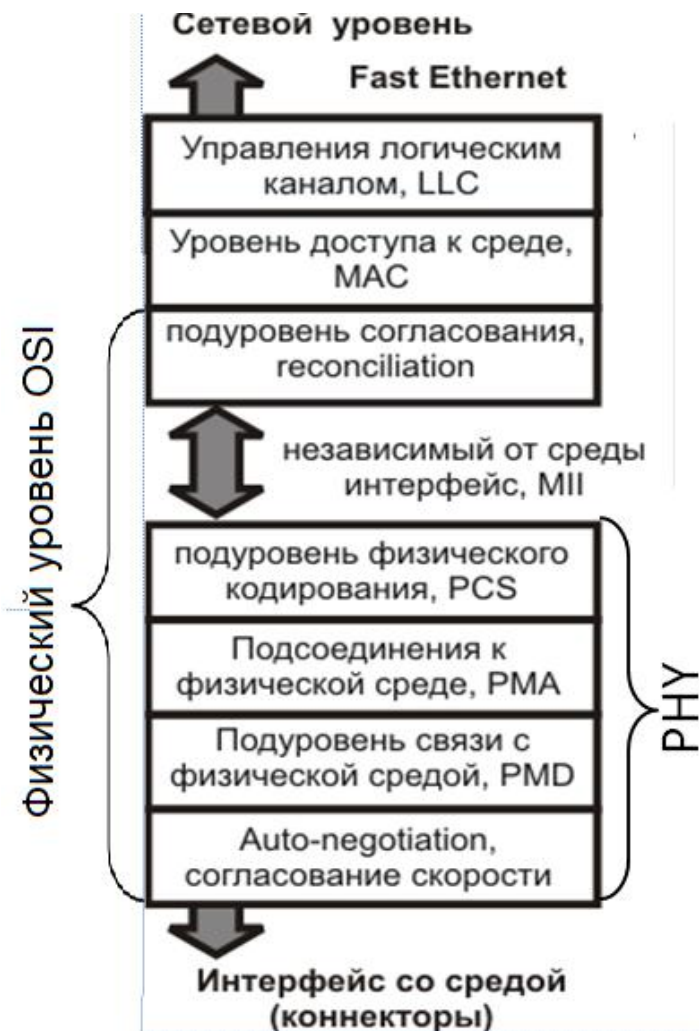 Сетевой уровень
Fast Ethernet
Управления логическим
каналом, LLC
Уровень доступа к среде,
MAC
подуровень согласования,
reconciliation
независимый от среды
интерфейс, MII
подуровень физического
кодирования, PCS
Подсоединения к
физической среде, PMA
Подуровень связи с
физической средой, PMD
Auto-negotiation,
согласование скорости
Интерфейс со средой
(коннекторы)
Физический уровень OSI
PHY